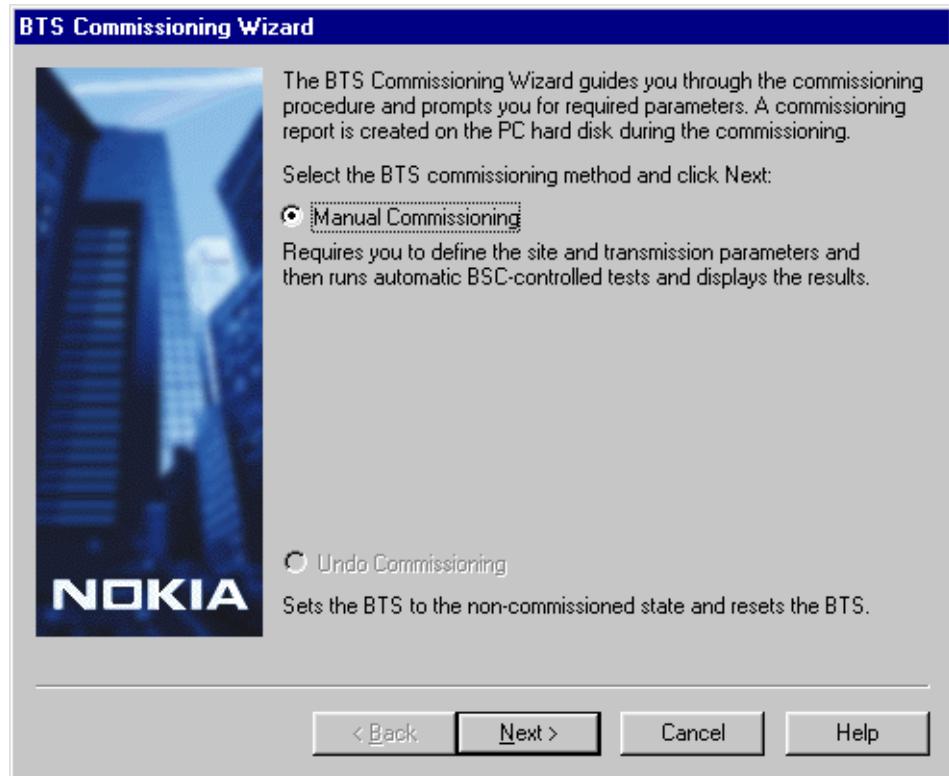 BTS Commissioning Wizard
The BTS Commissioning Wizard guides you through the commissioning
procedure and prompts you for required parameters. A commissioning
report is created on the PC hard disk during the commissioning.
Select the BTS commissioning method and click Next:
Manual Commissioning
Requires you to define the site and transmission parameters and
then runs automatic BSC-controlled tests and displays the results.
Undo Commissioning
NOKIA
Sets the BTS to the non-commissioned state and resets the BTS.
< Back
Next >
Cancel
Help